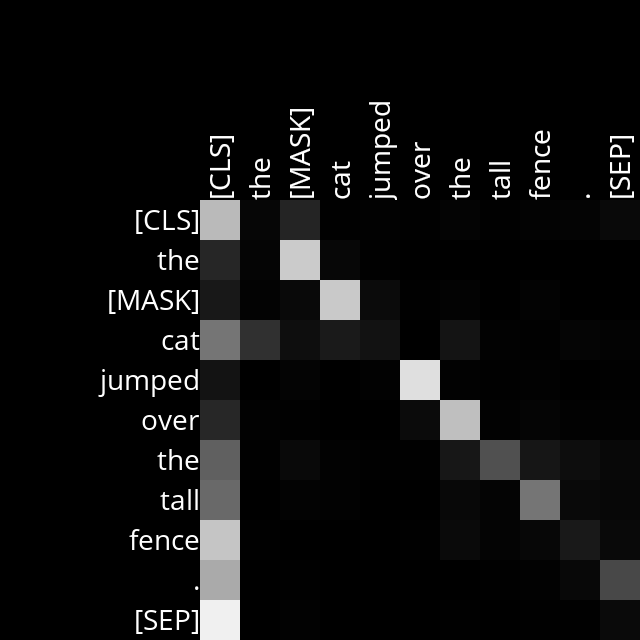 [CLS] the [MASK] cat jumped over the tall fence . [SEP]
[CLS]
the
[MASK]
cat
jumped
over
the
tall
fence
.
[SEP]